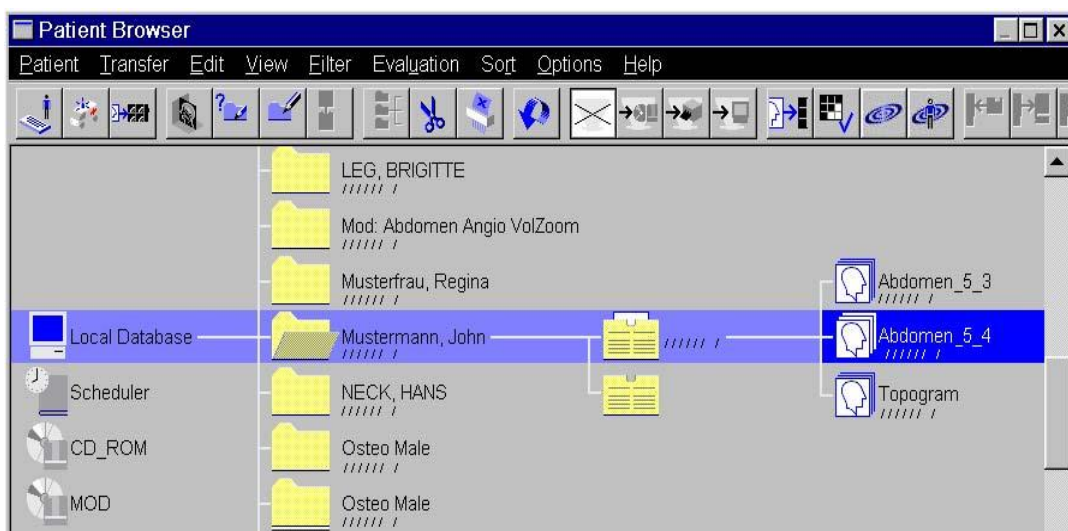 Patient Browser
Patient Transfer Edit View Filter Evaluation Sort Options Help
LEG, BRIGITTE
////// /
Mod: Abdomen Angio VolZoom
////// /
Musterfrau, Regina
////// /
Abdomen_5_3
////// /
Local Database
Mustermann, John
////// /
////// /
Abdomen_5_4
////// /
Scheduler
NECK, HANS
////// /
Topogram
////// /
CD_ROM
Osteo Male
////// /
MOD
Osteo Male
////// /